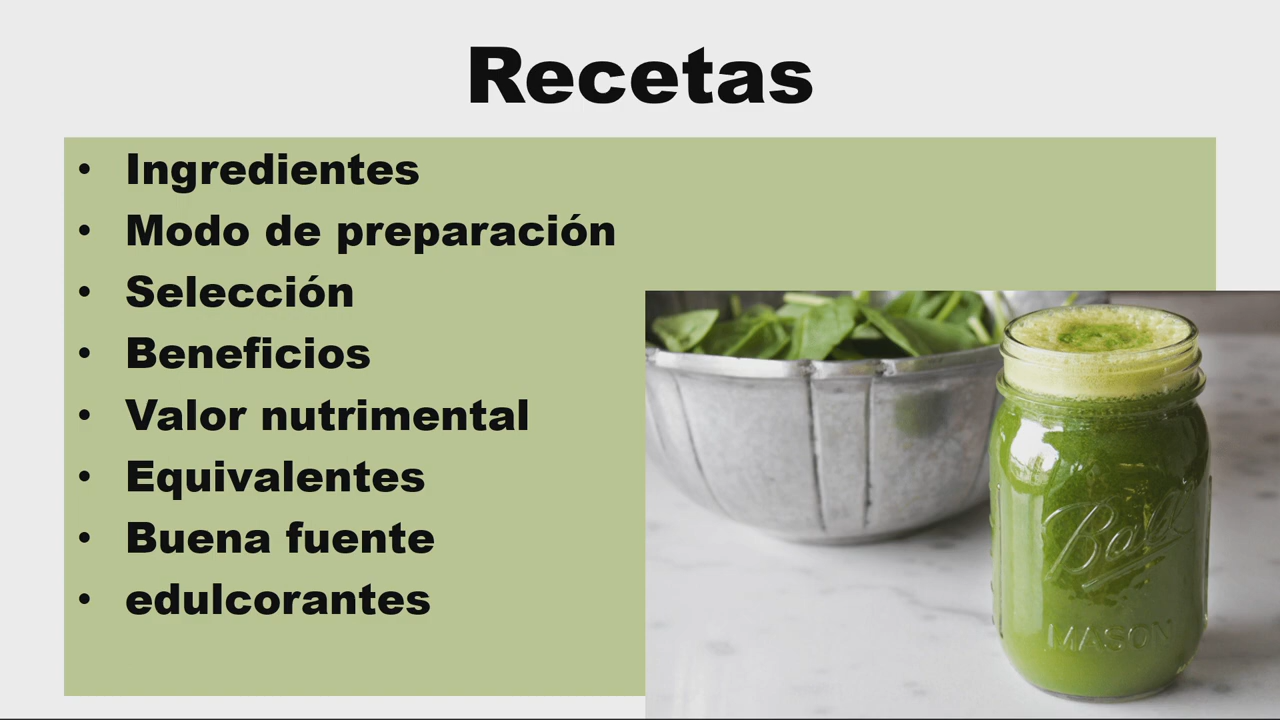 Recetas
• Ingredientes
• Modo de preparación
• Selección
• Beneficios
• Valor nutrimental
• Equivalentes
• Buena fuente
• edulcorantes
Ball
MASON